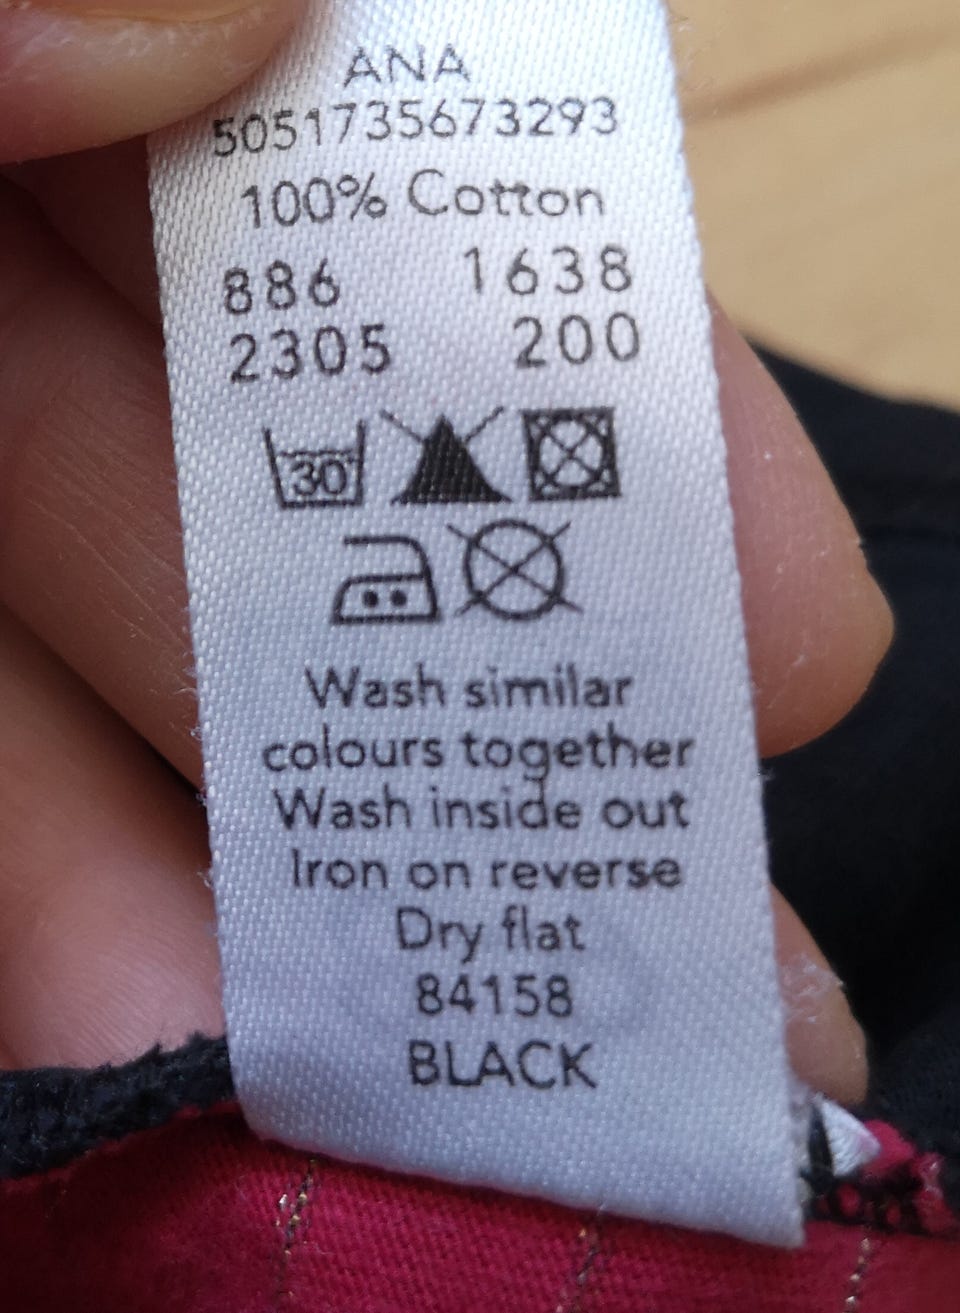 ANA
5051735673293
100% Cotton
886 1638
2305 200
30
Wash similar
colours together
Wash inside out
Iron on reverse
Dry flat
84158
BLACK